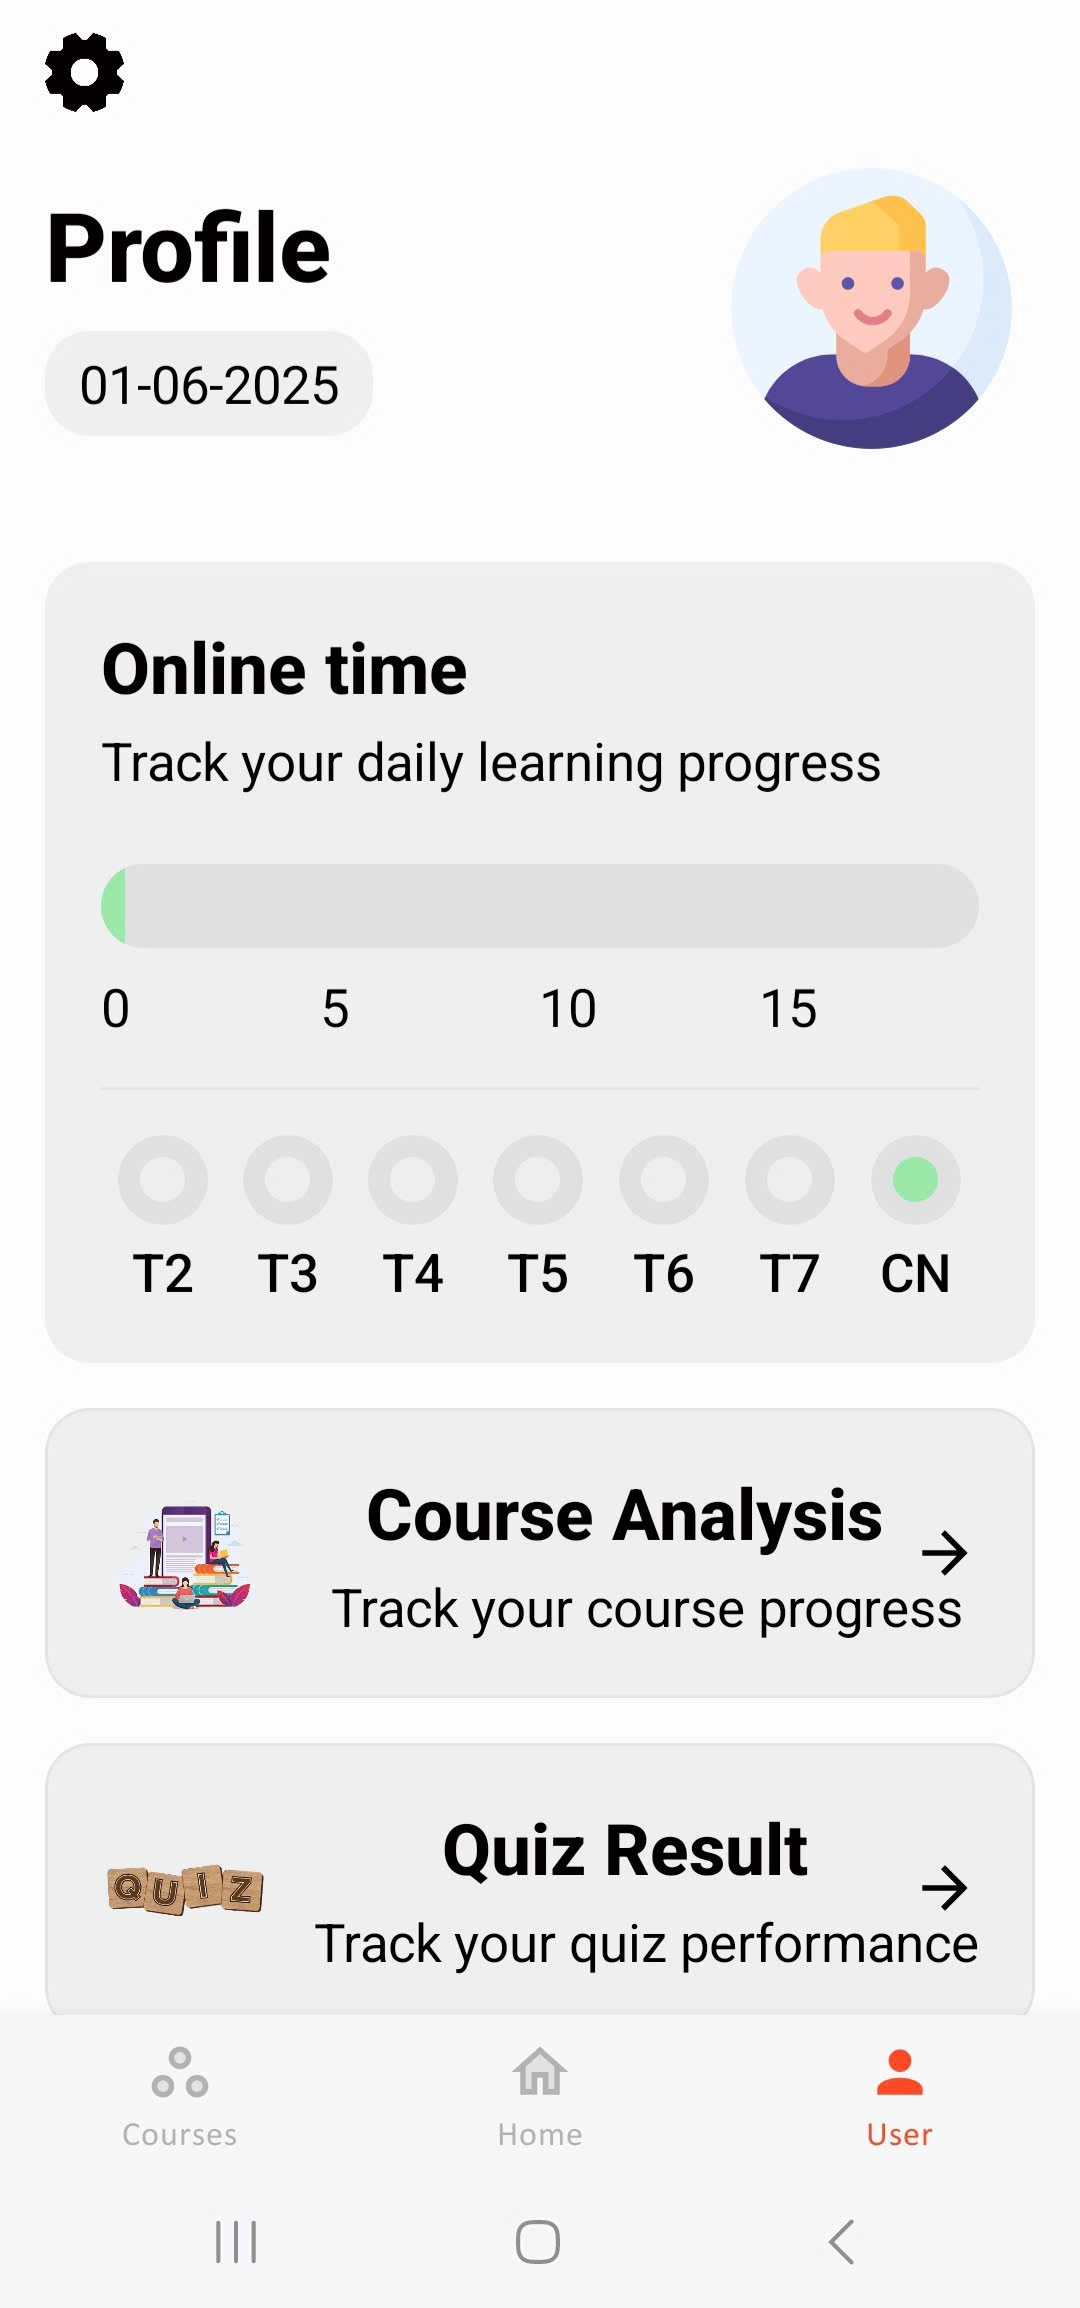 Profile
01-06-2025
Online time
Track your daily learning progress
0 5 10 15
T2 T3 T4 T5 T6 T7 CN
Course Analysis
Track your course progress
QUIZ
Quiz Result
Track your quiz performance
Courses Home User